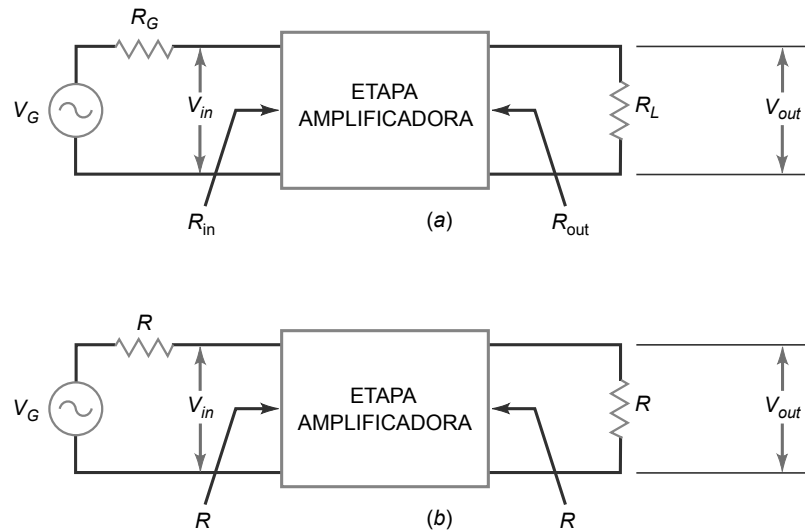 R_G
V_G
V_in
ETAPA
AMPLIFICADORA
R_L
V_out
R_in
(a)
R_out
R
V_G
V_in
ETAPA
AMPLIFICADORA
R
V_out
R
(b)
R